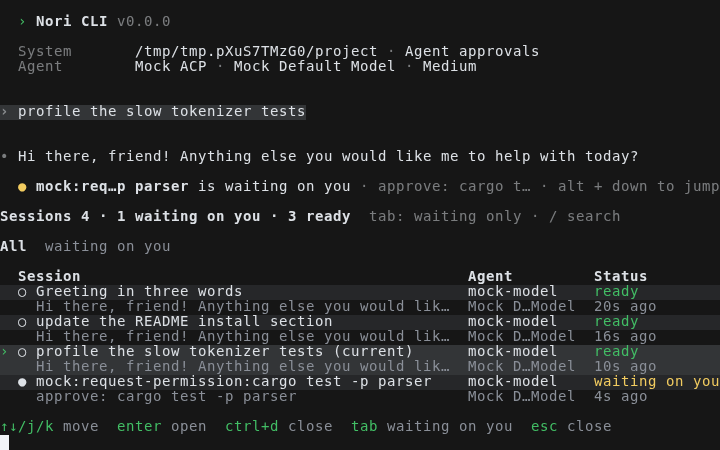 › Nori CLI v0.0.0
System /tmp/tmp.pXuS7TMzG0/project · Agent approvals
Agent Mock ACP · Mock Default Model · Medium
› profile the slow tokenizer tests
• Hi there, friend! Anything else you would like me to help with today?
● mock:req…p parser is waiting on you · approve: cargo t… · alt + down to jump
Sessions 4 · 1 waiting on you · 3 ready tab: waiting only · / search
All waiting on you
Session Agent Status
○ Greeting in three words mock-model ready
Hi there, friend! Anything else you would lik… Mock D…Model 20s ago
○ update the README install section mock-model ready
Hi there, friend! Anything else you would lik… Mock D…Model 16s ago
› ○ profile the slow tokenizer tests (current) mock-model ready
Hi there, friend! Anything else you would lik… Mock D…Model 10s ago
● mock:request-permission:cargo test -p parser mock-model waiting on you
approve: cargo test -p parser Mock D…Model 4s ago
↑↓/j/k move enter open ctrl+d close tab waiting on you esc close